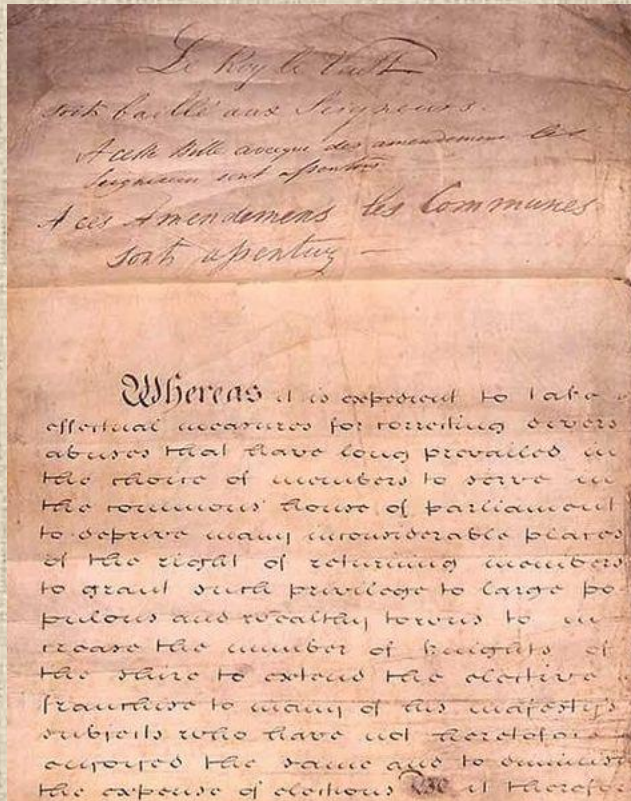 Le Roy le Veult
soit baillé aux Seigneurs.
A cette Bille avecque des amendemens les
Seigneurs sont assentus
A ces Amendemens les Communes
sont assentuz
Whereas it is expedient to take
effectual measures for correcting divers
abuses that have long prevailed in
the choice of members to serve in
the commons house of parliament
to deprive many inconsiderable places
of the right of returning members
to grant such privilege to large po
pulous and wealthy towns to in
crease the number of knights of
the shire to extend the elective
franchise to many of his majesty's
subjects who have not heretofore
enjoyed the same and to diminish
the expense of elections BE it therefore